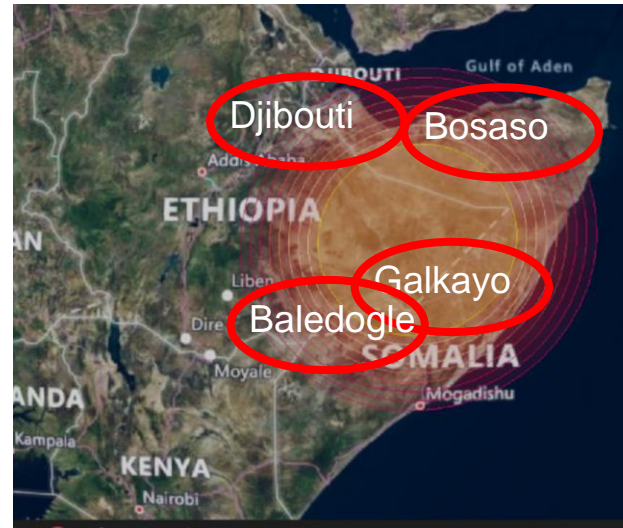 DJIBOUTI
Gulf of Aden
Djibouti
Bosaso
Addis Ababa
ETHIOPIA
AN
Galkayo
Liben
Baledogle
Dire
SOMALIA
Moyale
ANDA
Mogadishu
Kampala
KENYA
Nairobi